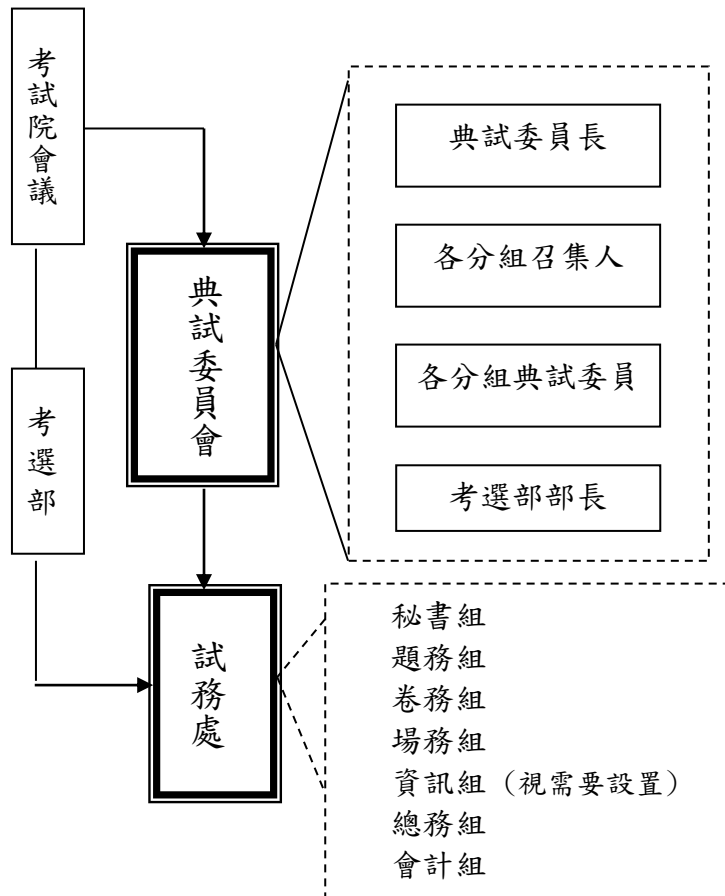 考試院會議
考選部
典試委員會
試務處
典試委員長
各分組召集人
各分組典試委員
考選部部長
秘書組
題務組
卷務組
場務組
資訊組（視需要設置）
總務組
會計組